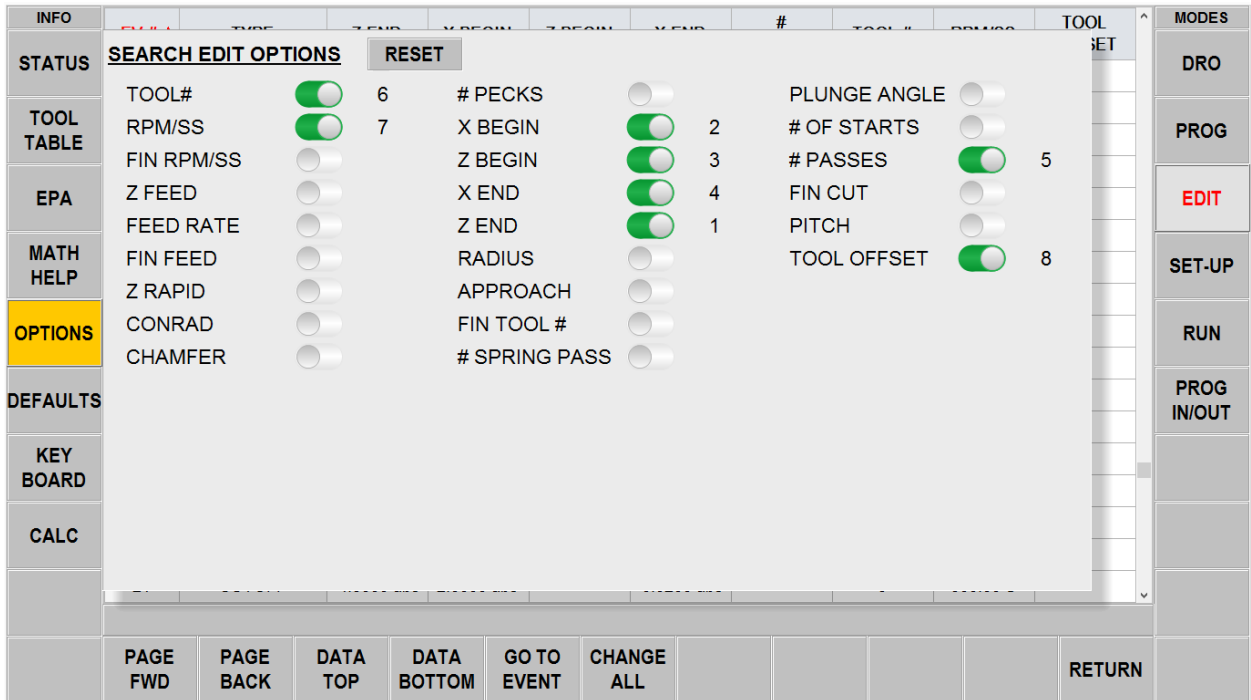 INFO
STATUS
TOOL
TABLE
EPA
MATH
HELP
OPTIONS
DEFAULTS
KEY
BOARD
CALC
#
TOOL
SEARCH EDIT OPTIONS
RESET
TOOL# 6
RPM/SS 7
FIN RPM/SS
Z FEED
FEED RATE
FIN FEED
Z RAPID
CONRAD
CHAMFER
# PECKS
X BEGIN 2
Z BEGIN 3
X END 4
Z END 1
RADIUS
APPROACH
FIN TOOL #
# SPRING PASS
PLUNGE ANGLE
# OF STARTS
# PASSES 5
FIN CUT
PITCH
TOOL OFFSET 8
MODES
DRO
PROG
EDIT
SET-UP
RUN
PROG
IN/OUT
PAGE
FWD
PAGE
BACK
DATA
TOP
DATA
BOTTOM
GO TO
EVENT
CHANGE
ALL
RETURN